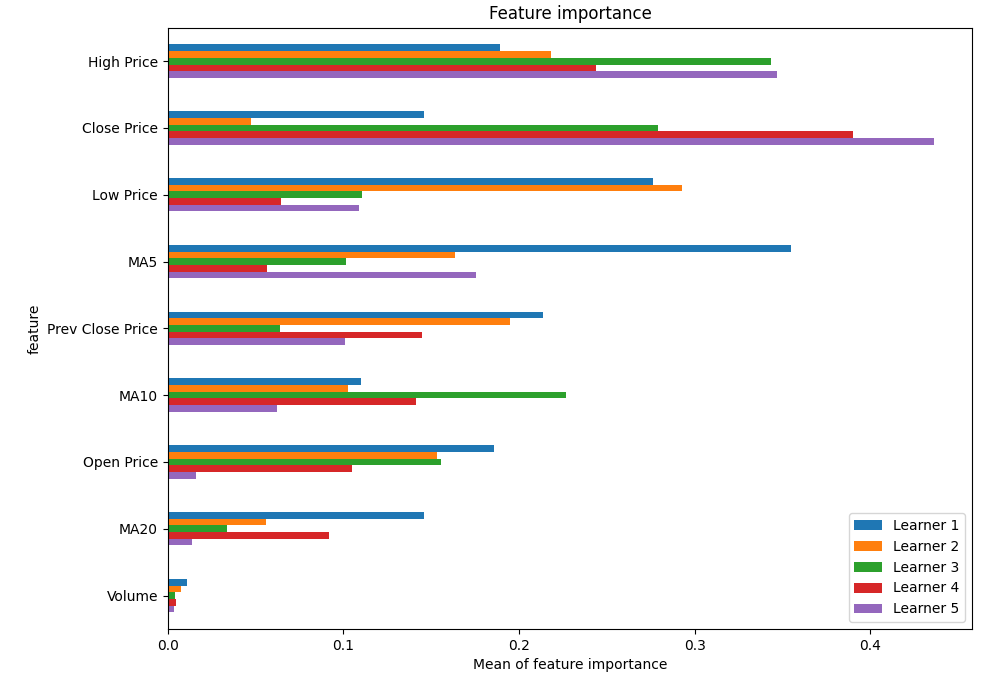 Feature importance
High Price
Close Price
Low Price
MA5
Prev Close Price
MA10
Open Price
MA20
Volume
feature
0.0 0.1 0.2 0.3 0.4
Mean of feature importance
Learner 1
Learner 2
Learner 3
Learner 4
Learner 5